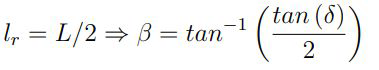 l_r = L/2 ⇒ β = tan⁻¹ (tan (δ) / 2)